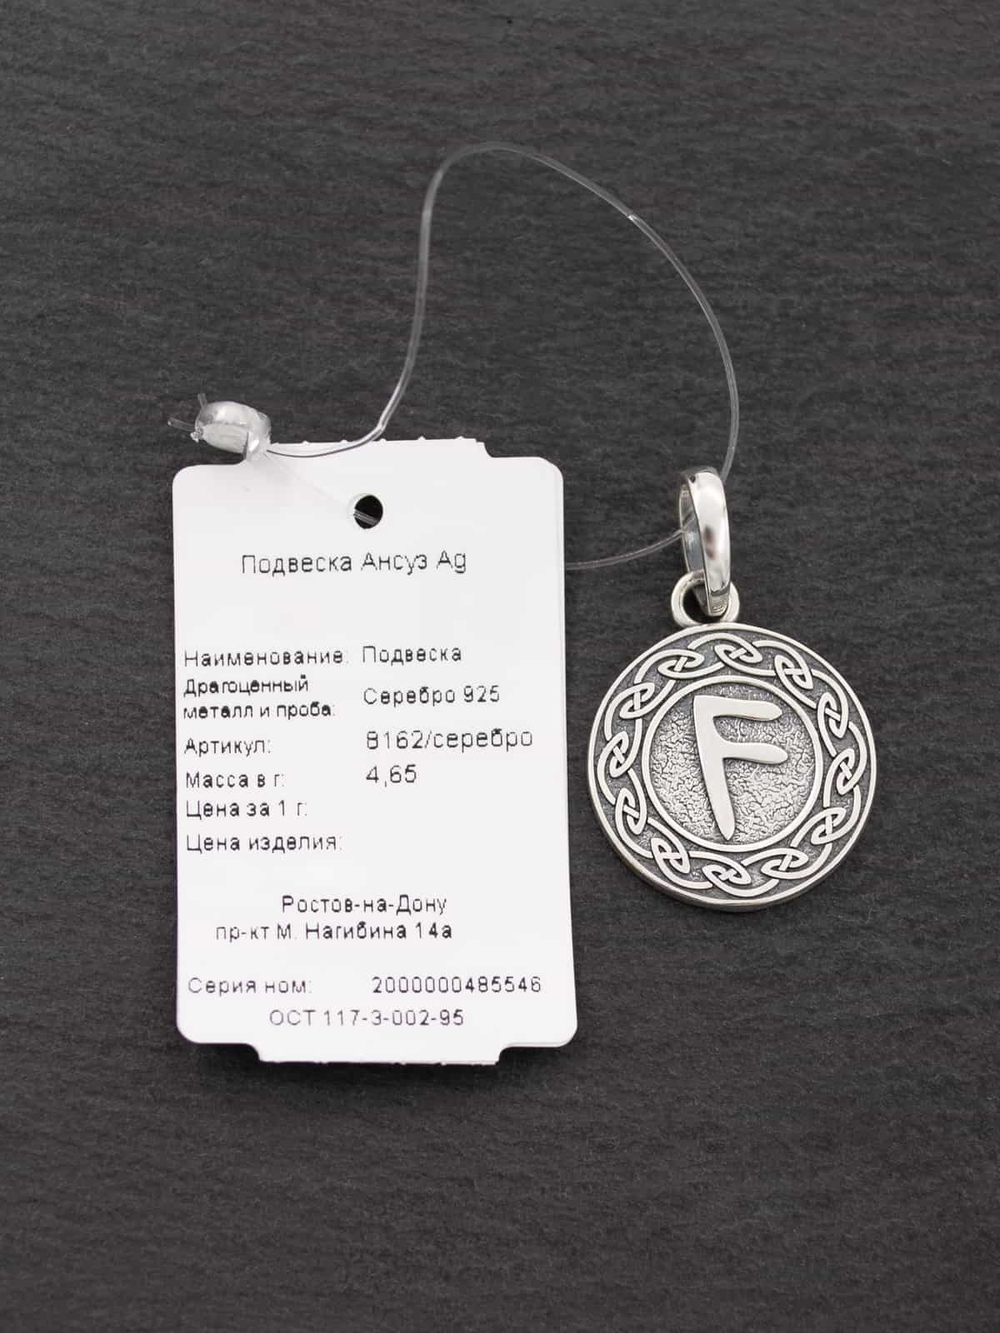 Подвеска Ансуз Ag
Наименование: Подвеска
Драгоценный
металл и проба: Серебро 925
Артикул: 8162/серебро
Масса в г: 4,65
Цена за 1 г:
Цена изделия:
Ростов-на-Дону
пр-кт М. Нагибина 14а
Серия ном: 2000000485546
ОСТ 117-3-002-95